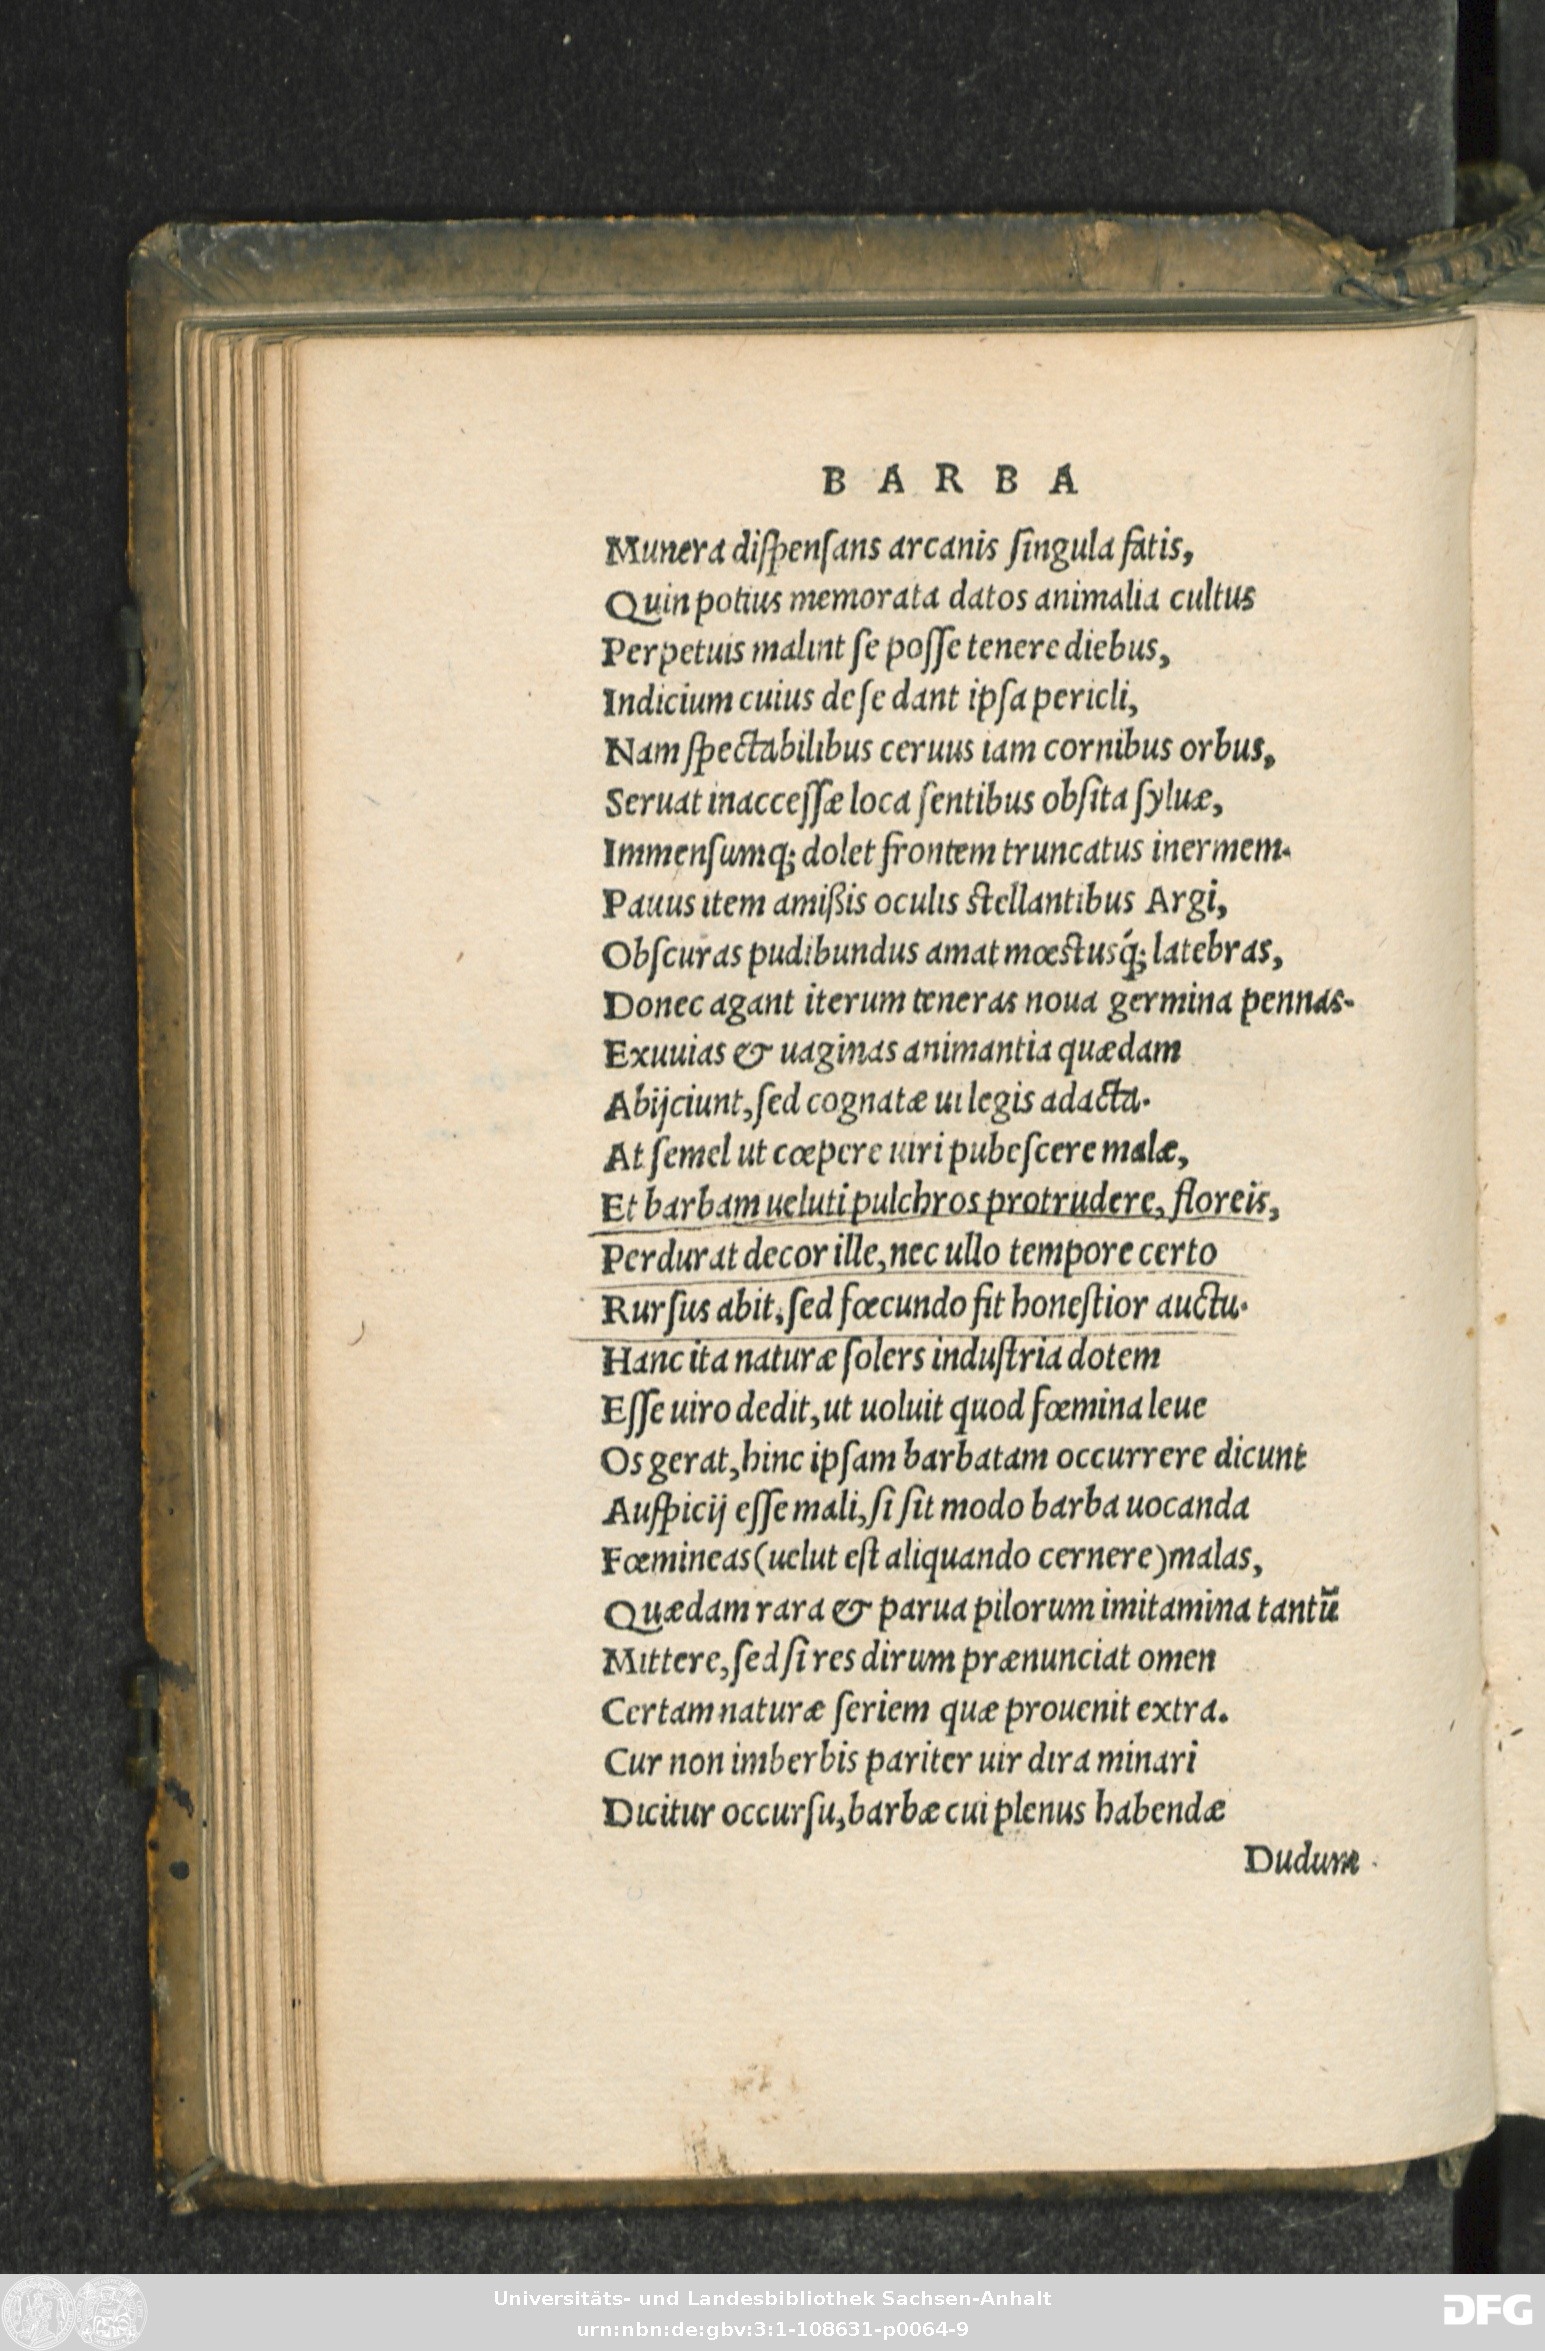 B A R B A
Munera diſpenſans arcanis ſingula fatis,
Quin potius memorata datos animalia cultus
Perpetuis malint ſe poſſe tenere diebus,
Indicium cuius de ſe dant ipſa pericli,
Nam ſpectabilibus ceruus iam cornibus orbus,
Seruat inacceſſæ loca ſentibus obſita ſyluæ,
Immenſumq; dolet frontem truncatus inermem.
Pauus item amiſsis oculis ſtellantibus Argi,
Obſcuras pudibundus amat mœſtusq́; latebras,
Donec agant iterum teneras noua germina pennas.
Exuuias & uaginas animantia quædam
Abijciunt, ſed cognatæ ui legis adacta.
At ſemel ut cœpere uiri pubeſcere malæ,
Et barbam ueluti pulchros protrudere, floreis,
Perdurat decor ille, nec ullo tempore certo
Rurſus abit, ſed fœcundo fit honeſtior auctu.
Hanc ita naturæ ſolers induſtria dotem
Eſſe uiro dedit, ut uoluit quod fœmina leue
Os gerat, hinc ipſam barbatam occurrere dicunt
Auſpicij eſſe mali, ſi ſit modo barba uocanda
Fœmineas (uelut eſt aliquando cernere) malas,
Quædam rara & parua pilorum imitamina tantū
Mittere, ſed ſi res dirum prænunciat omen
Certam naturæ ſeriem quæ prouenit extra.
Cur non imberbis pariter uir dira minari
Dicitur occurſu, barbæ cui plenus habendæ
Dudum
Universitäts- und Landesbibliothek Sachsen-Anhalt
urn:nbn:de:gbv:3:1-108631-p0064-9
DFG